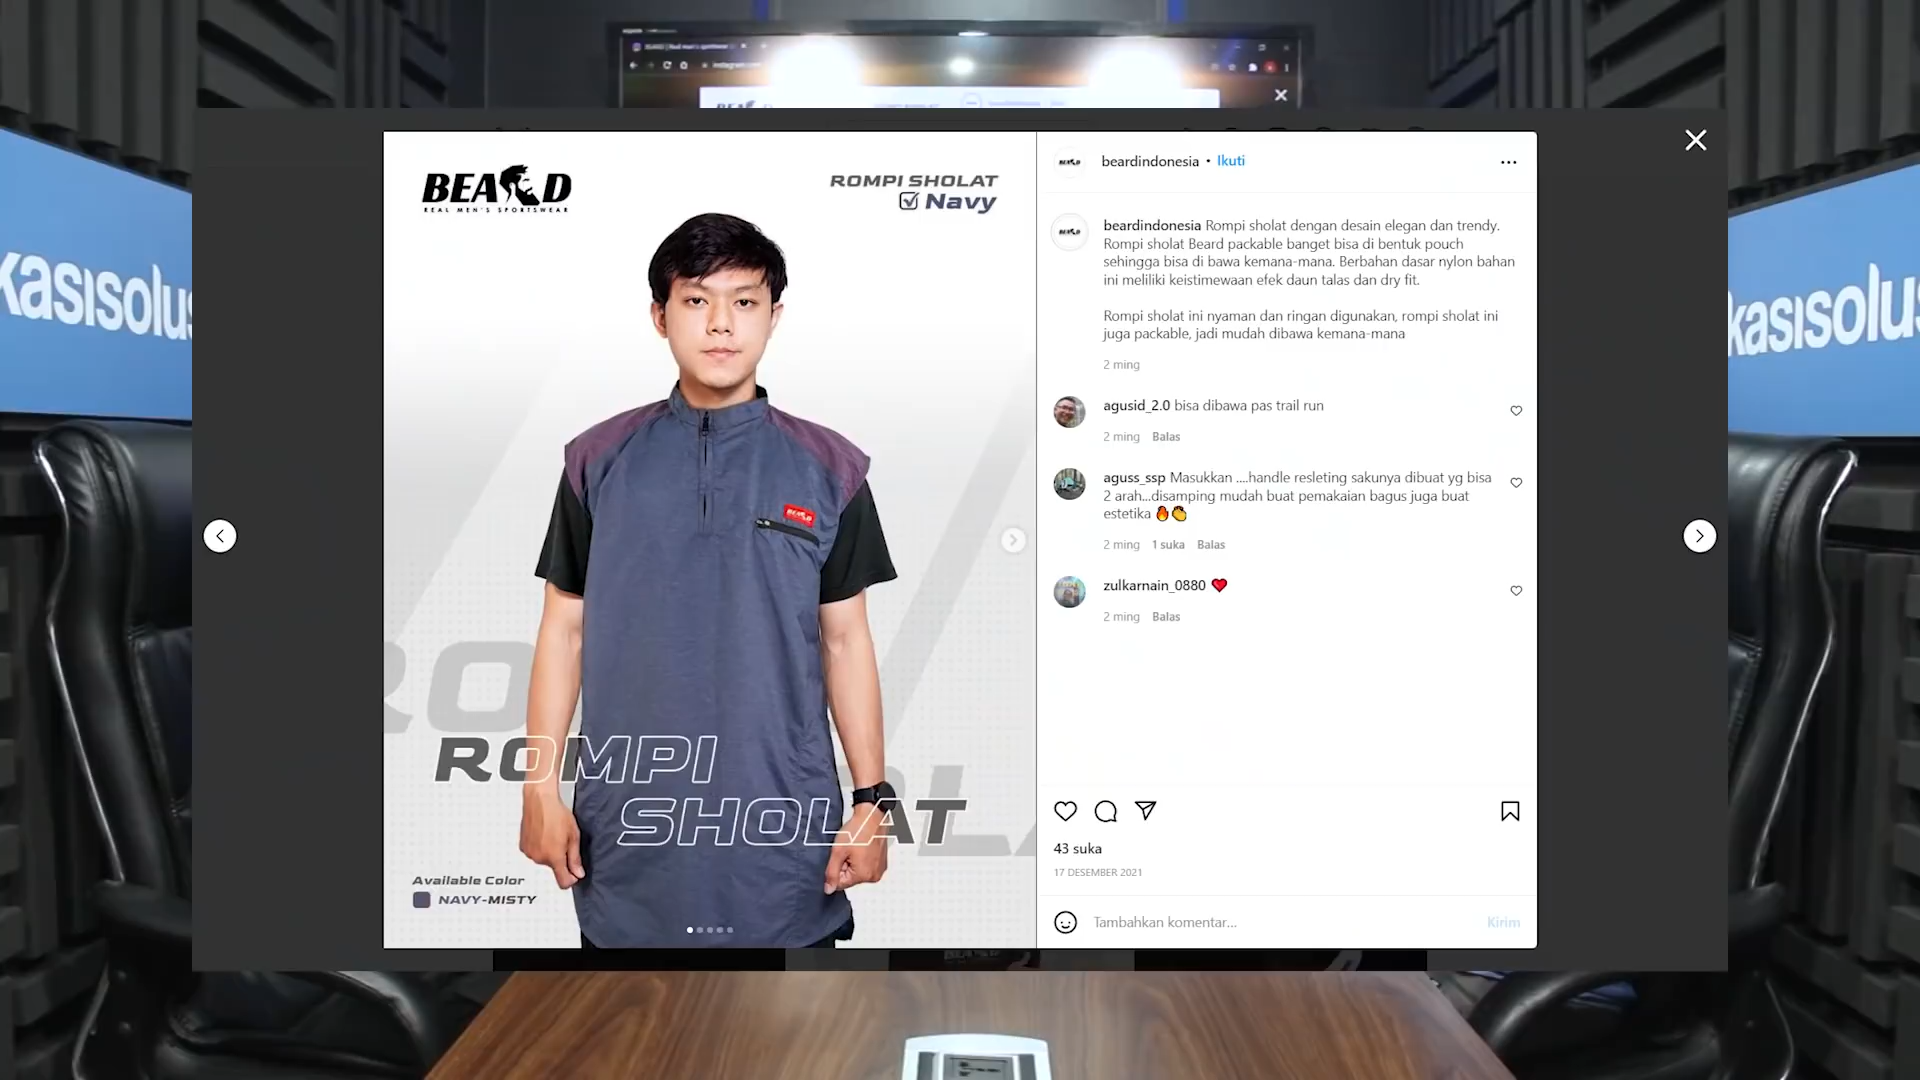 instagram.com
kasisolus
kasisolu
BEARD
REAL MEN'S SPORTSWEAR
ROMPI SHOLAT
Navy
BEARD
ROMPI
SHOLAT
Available Color
NAVY-MISTY
beardindonesia • Ikuti
beardindonesia Rompi sholat dengan desain elegan dan trendy.
Rompi sholat Beard packable banget bisa di bentuk pouch
sehingga bisa di bawa kemana-mana. Berbahan dasar nylon bahan
ini meliliki keistimewaan efek daun talas dan dry fit.
Rompi sholat ini nyaman dan ringan digunakan, rompi sholat ini
juga packable, jadi mudah dibawa kemana-mana
2 ming
agusid_2.0 bisa dibawa pas trail run
2 ming Balas
aguss_ssp Masukkan ....handle resleting sakunya dibuat yg bisa
2 arah...disamping mudah buat pemakaian bagus juga buat
estetika 🔥👏
2 ming 1 suka Balas
zulkarnain_0880 ❤️
2 ming Balas
43 suka
17 DESEMBER 2021
Tambahkan komentar...
Kirim